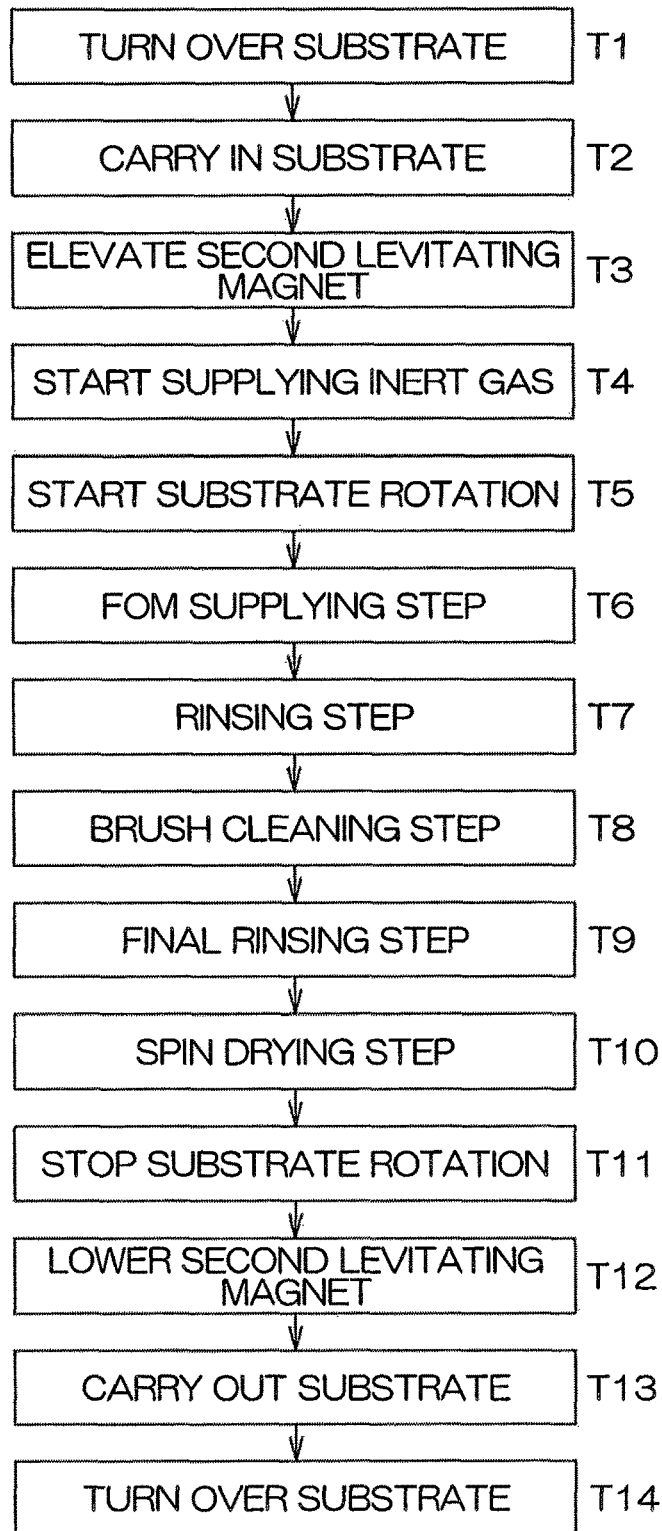 TURN OVER SUBSTRATE T1
CARRY IN SUBSTRATE T2
ELEVATE SECOND LEVITATING
MAGNET T3
START SUPPLYING INERT GAS T4
START SUBSTRATE ROTATION T5
FOM SUPPLYING STEP T6
RINSING STEP T7
BRUSH CLEANING STEP T8
FINAL RINSING STEP T9
SPIN DRYING STEP T10
STOP SUBSTRATE ROTATION T11
LOWER SECOND LEVITATING
MAGNET T12
CARRY OUT SUBSTRATE T13
TURN OVER SUBSTRATE T14